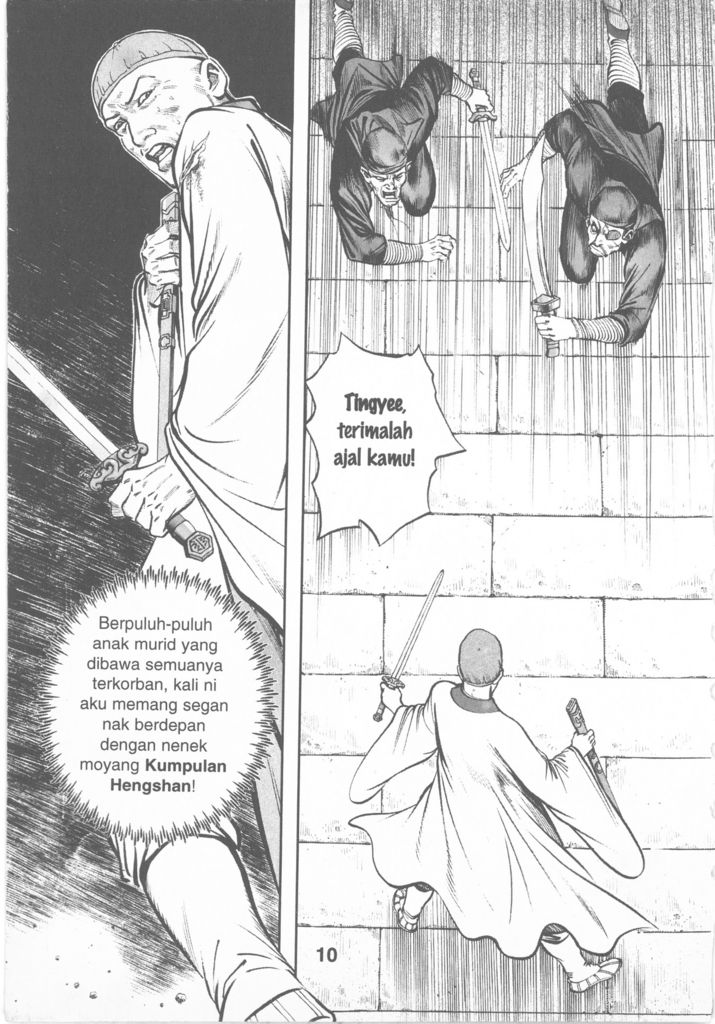 Tingyee,
terimalah
ajal kamu!
Berpuluh-puluh
anak murid yang
dibawa semuanya
terkorban, kali ni
aku memang segan
nak berdepan
dengan nenek
moyang Kumpulan
Hengshan!
10